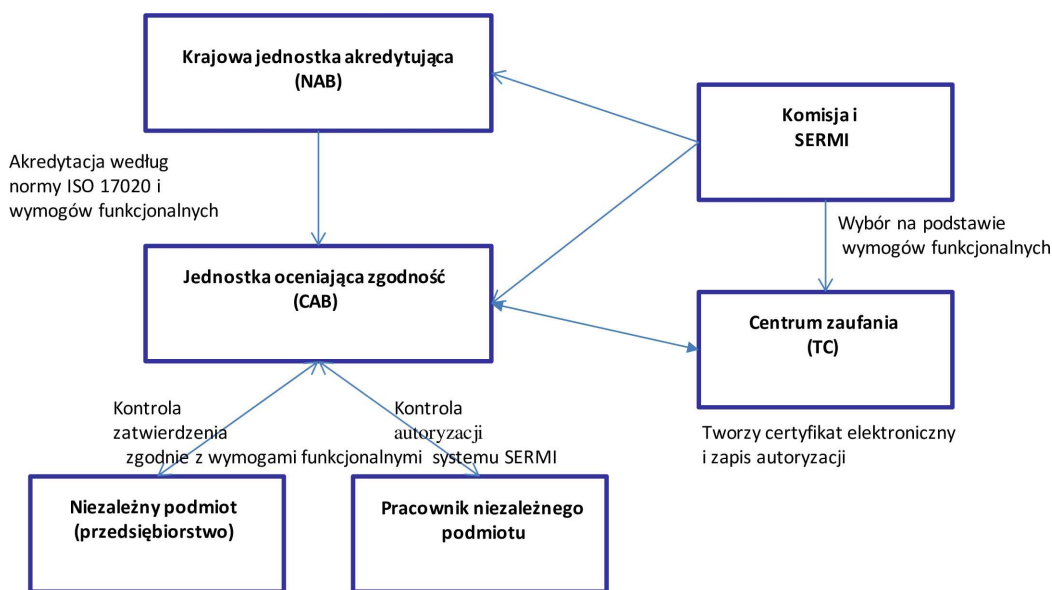 Krajowa jednostka akredytująca
(NAB)
Komisja i
SERMI
Akredytacja według
normy ISO 17020 i
wymogów funkcjonalnych
Wybór na podstawie
wymogów funkcjonalnych
Jednostka oceniająca zgodność
(CAB)
Centrum zaufania
(TC)
Kontrola
zatwierdzenia
Kontrola
autoryzacji
zgodnie z wymogami funkcjonalnymi systemu SERMI
Tworzy certyfikat elektroniczny
i zapis autoryzacji
Niezależny podmiot
(przedsiębiorstwo)
Pracownik niezależnego
podmiotu